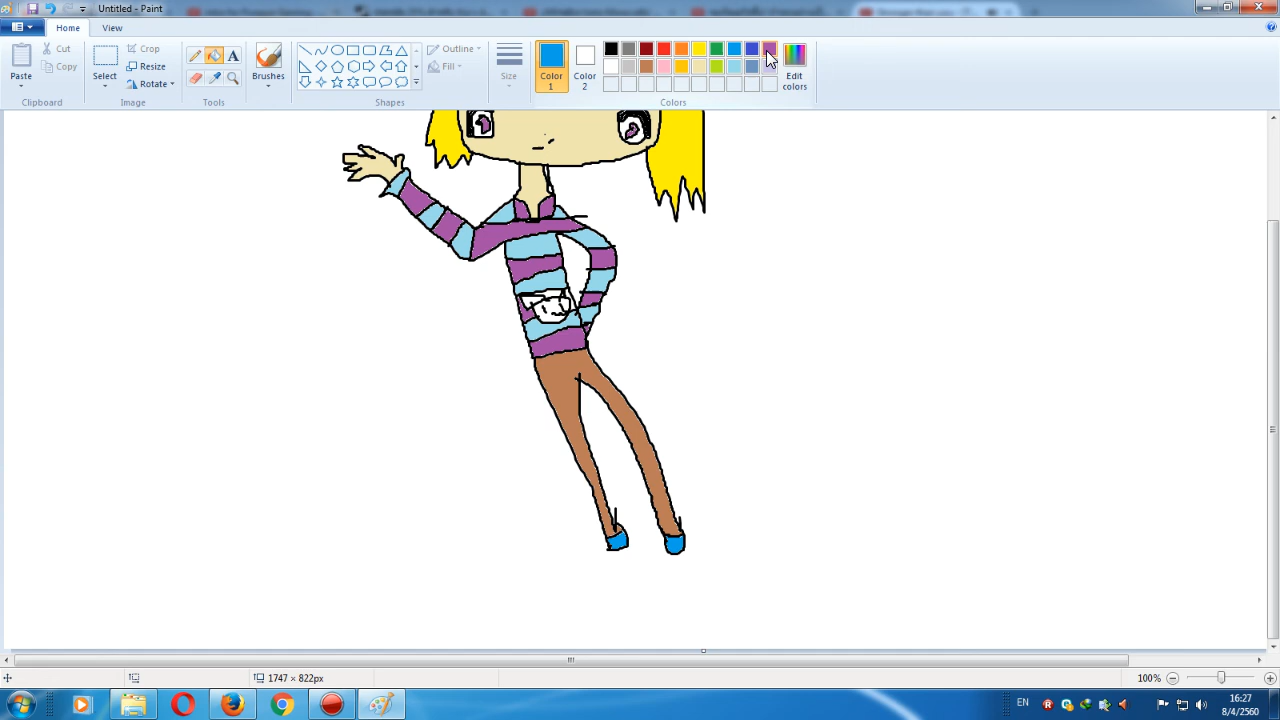 Untitled - Paint
Home
View
Paste
Cut
Copy
Clipboard
Select
Crop
Resize
Rotate
Image
A
Tools
Brushes
Outline
Fill
Shapes
Size
Color 1
Color 2
Edit colors
Colors
1747 × 822px
100%
EN
16:27
8/4/2560